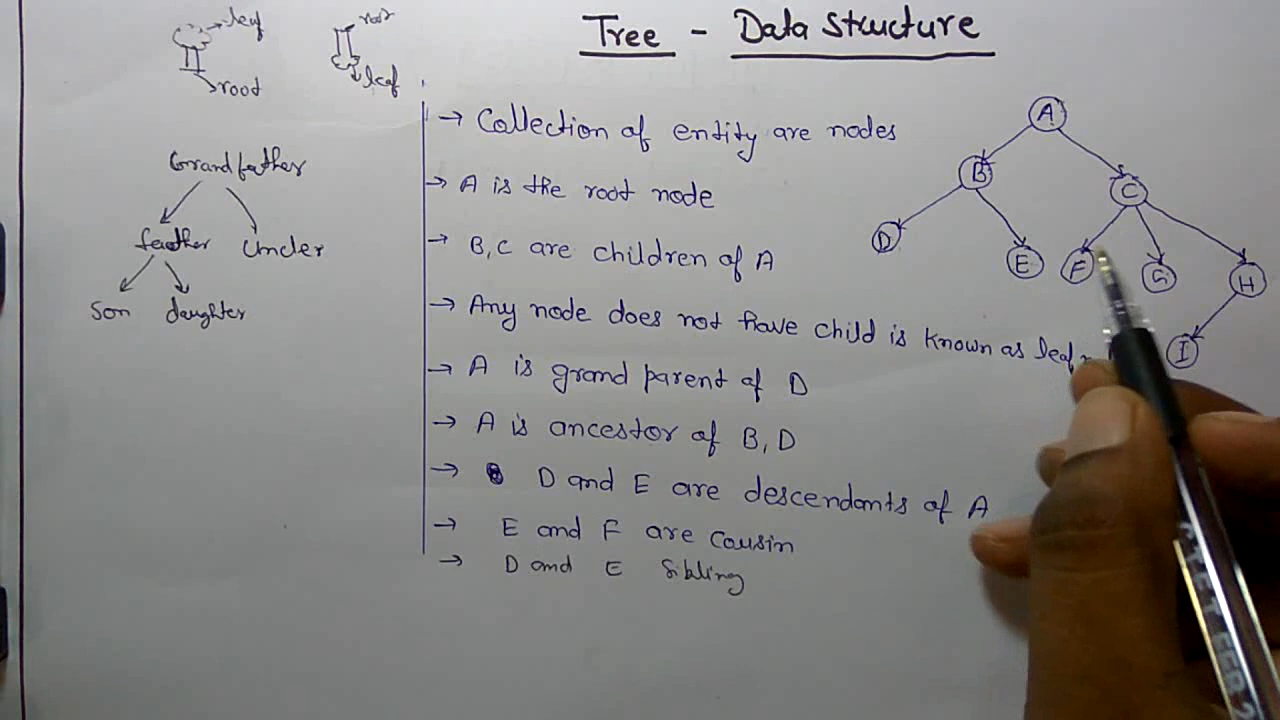 Tree - Data Structure
leaf
root
root
leaf
Grandfather
father Uncler
Son daughter
→ Collection of entity are nodes
→ A is the root node
→ B, C are children of A
→ Any node does not have child is known as leaf
→ A is grand parent of D
→ A is ancestor of B, D
→ D and E are descendants of A
→ E and F are Cousin
→ D and E Sibling
A
B C
D E F G H
I